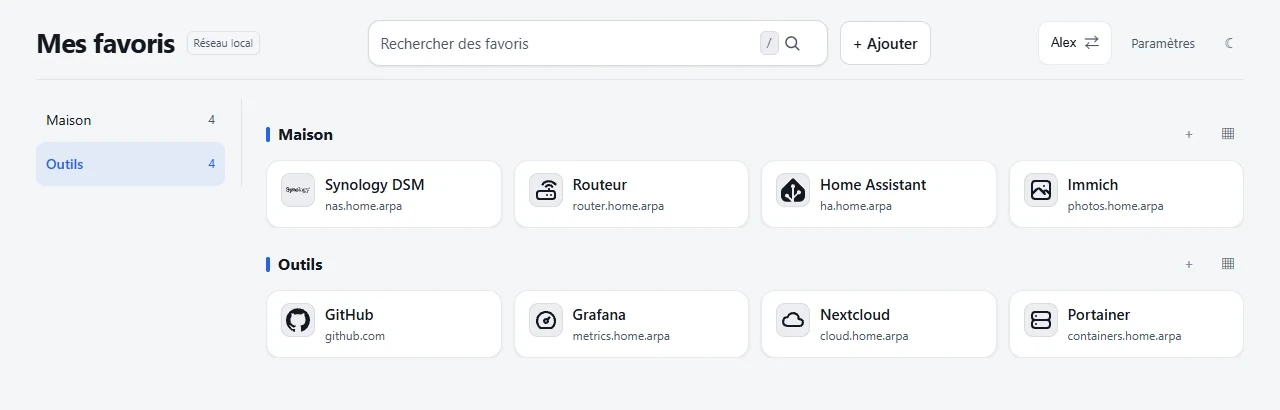 Mes favoris
Réseau local
Rechercher des favoris
/
+ Ajouter
Alex
Paramètres
Maison 4
Outils 4
Maison
+
Synology
Synology DSM
nas.home.arpa
Routeur
router.home.arpa
Home Assistant
ha.home.arpa
Immich
photos.home.arpa
Outils
+
GitHub
github.com
Grafana
metrics.home.arpa
Nextcloud
cloud.home.arpa
Portainer
containers.home.arpa